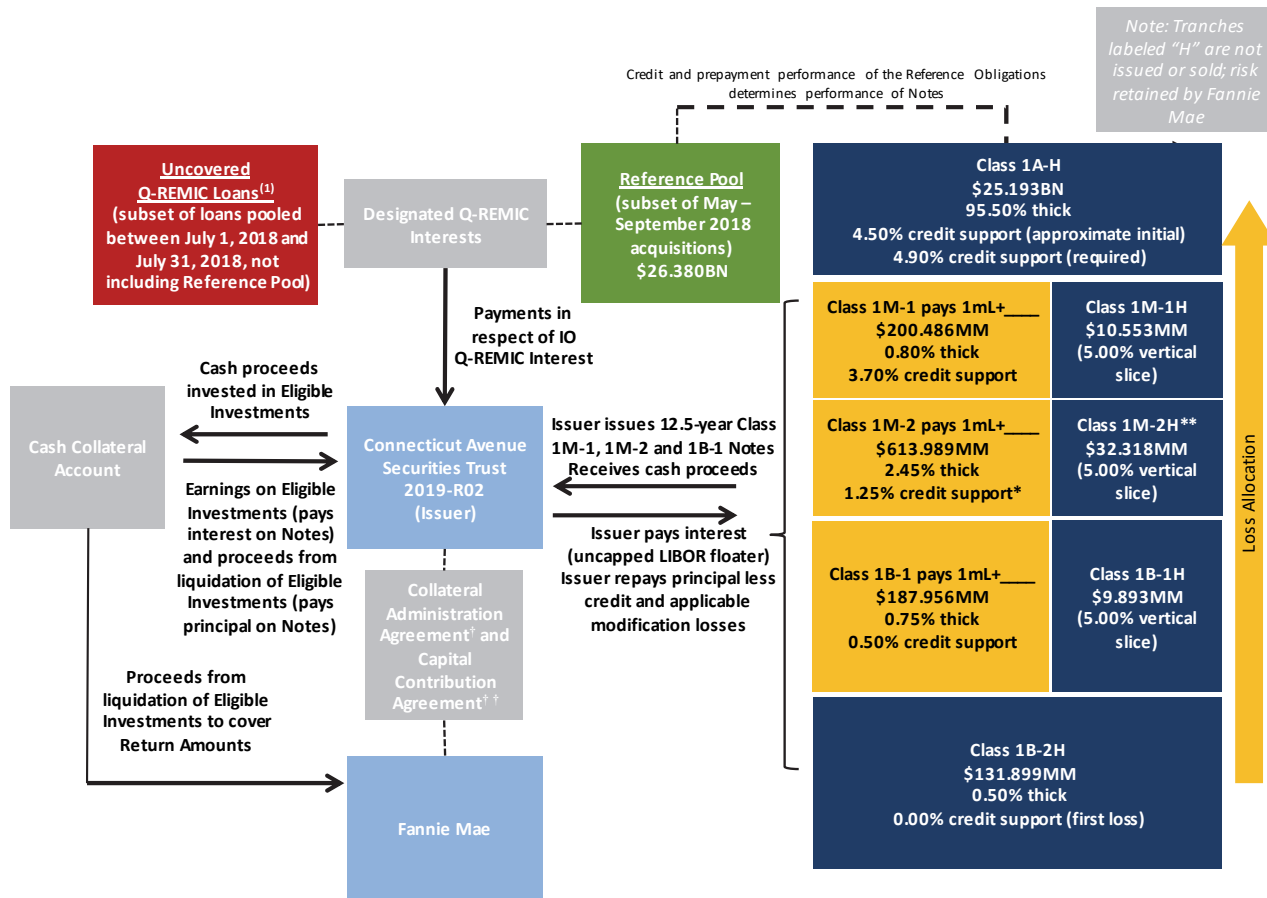 Note: Tranches
labeled “H” are not
issued or sold; risk
retained by Fannie
Mae
Credit and prepayment performance of the Reference Obligations
determines performance of Notes
Uncovered
Q-REMIC Loans(1)
(subset of loans pooled
between July 1, 2018 and
July 31, 2018, not
including Reference Pool)
Designated Q-REMIC
Interests
Reference Pool
(subset of May –
September 2018
acquisitions)
$26.380BN
Class 1A-H
$25.193BN
95.50% thick
4.50% credit support (approximate initial)
4.90% credit support (required)
Payments in
respect of IO
Q-REMIC Interest
Class 1M-1 pays 1mL+____
$200.486MM
0.80% thick
3.70% credit support
Class 1M-1H
$10.553MM
(5.00% vertical
slice)
Cash proceeds
invested in Eligible
Investments
Cash Collateral
Account
Connecticut Avenue
Securities Trust
2019-R02
(Issuer)
Issuer issues 12.5-year Class
1M-1, 1M-2 and 1B-1 Notes
Receives cash proceeds
Class 1M-2 pays 1mL+____
$613.989MM
2.45% thick
1.25% credit support*
Class 1M-2H**
$32.318MM
(5.00% vertical
slice)
Loss Allocation
Earnings on Eligible
Investments (pays
interest on Notes)
and proceeds from
liquidation of Eligible
Investments (pays
principal on Notes)
Issuer pays interest
(uncapped LIBOR floater)
Issuer repays principal less
credit and applicable
modification losses
Class 1B-1 pays 1mL+____
$187.956MM
0.75% thick
0.50% credit support
Class 1B-1H
$9.893MM
(5.00% vertical
slice)
Collateral
Administration
Agreement† and
Capital
Contribution
Agreement† †
Proceeds from
liquidation of Eligible
Investments to cover
Return Amounts
Fannie Mae
Class 1B-2H
$131.899MM
0.50% thick
0.00% credit support (first loss)